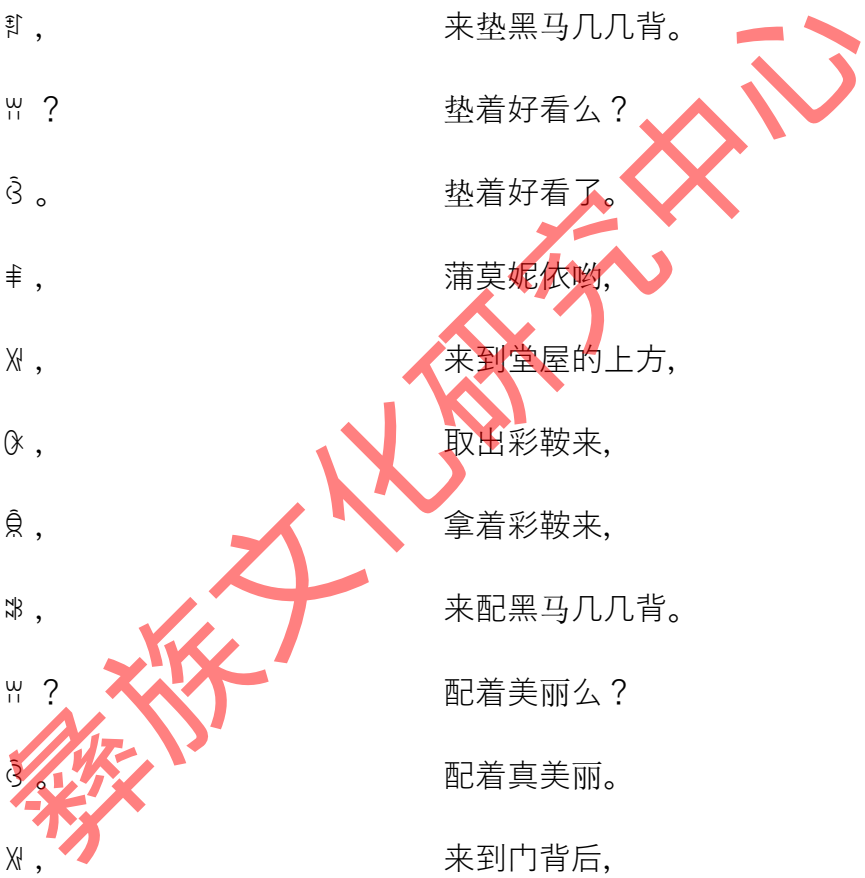 来垫黑马几几背。
垫着好看么？
垫着好看了。
蒲莫妮依哟,
来到堂屋的上方,
取出彩鞍来,
拿着彩鞍来,
来配黑马几几背。
配着美丽么？
配着真美丽。
来到门背后,
彝族文化研究中心